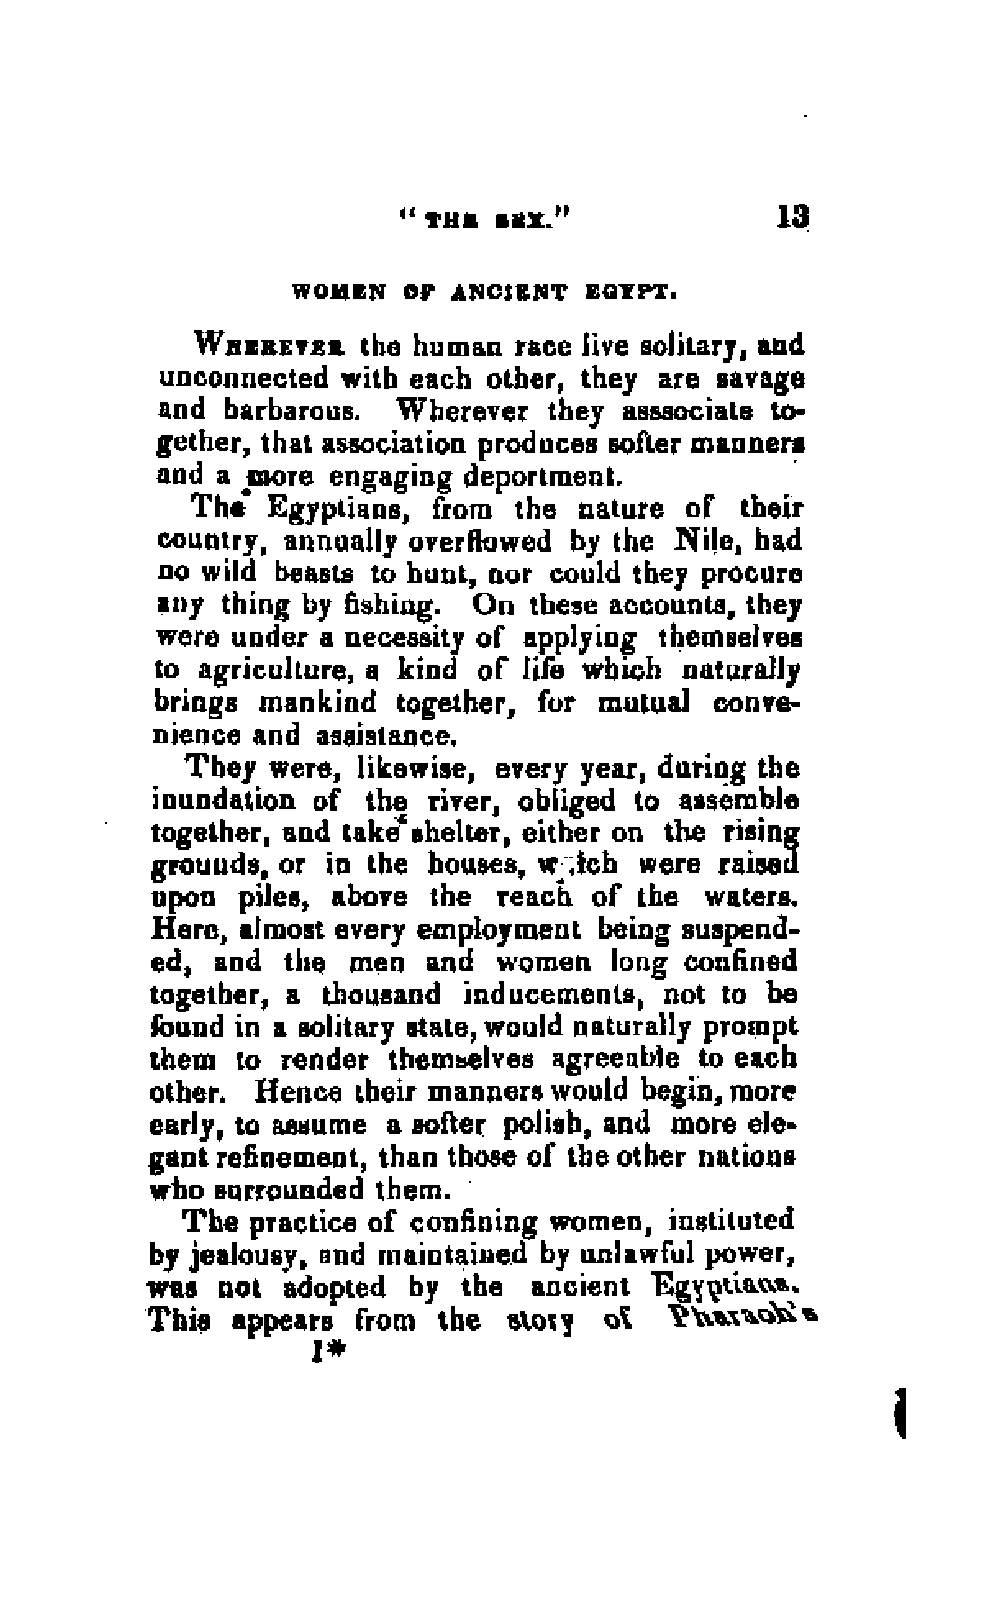 "THE SEX." 13
WOMEN OF ANCIENT EGYPT.
WHEREVER the human race live solitary, and
unconnected with each other, they are savage
and barbarous. Wherever they asssociate to-
gether, that association produces softer manners
and a more engaging deportment.
The Egyptians, from the nature of their
country, annually overflowed by the Nile, had
no wild beasts to hunt, nor could they procure
any thing by fishing. On these accounts, they
were under a necessity of applying themselves
to agriculture, a kind of life which naturally
brings mankind together, for mutual conve-
nience and assistance.
They were, likewise, every year, during the
inundation of the river, obliged to assemble
together, and take shelter, either on the rising
grouuds, or in the houses, which were raised
upon piles, above the reach of the waters.
Here, almost every employment being suspend-
ed, and the men and women long confined
together, a thousand inducements, not to be
found in a solitary state, would naturally prompt
them to render themselves agreeable to each
other. Hence their manners would begin, more
early, to assume a softer polish, and more ele-
gant refinement, than those of the other nations
who surrounded them.
The practice of confining women, instituted
by jealousy, and maintained by unlawful power,
was not adopted by the ancient Egyptians.
This appears from the story of Pharaoh's
1*